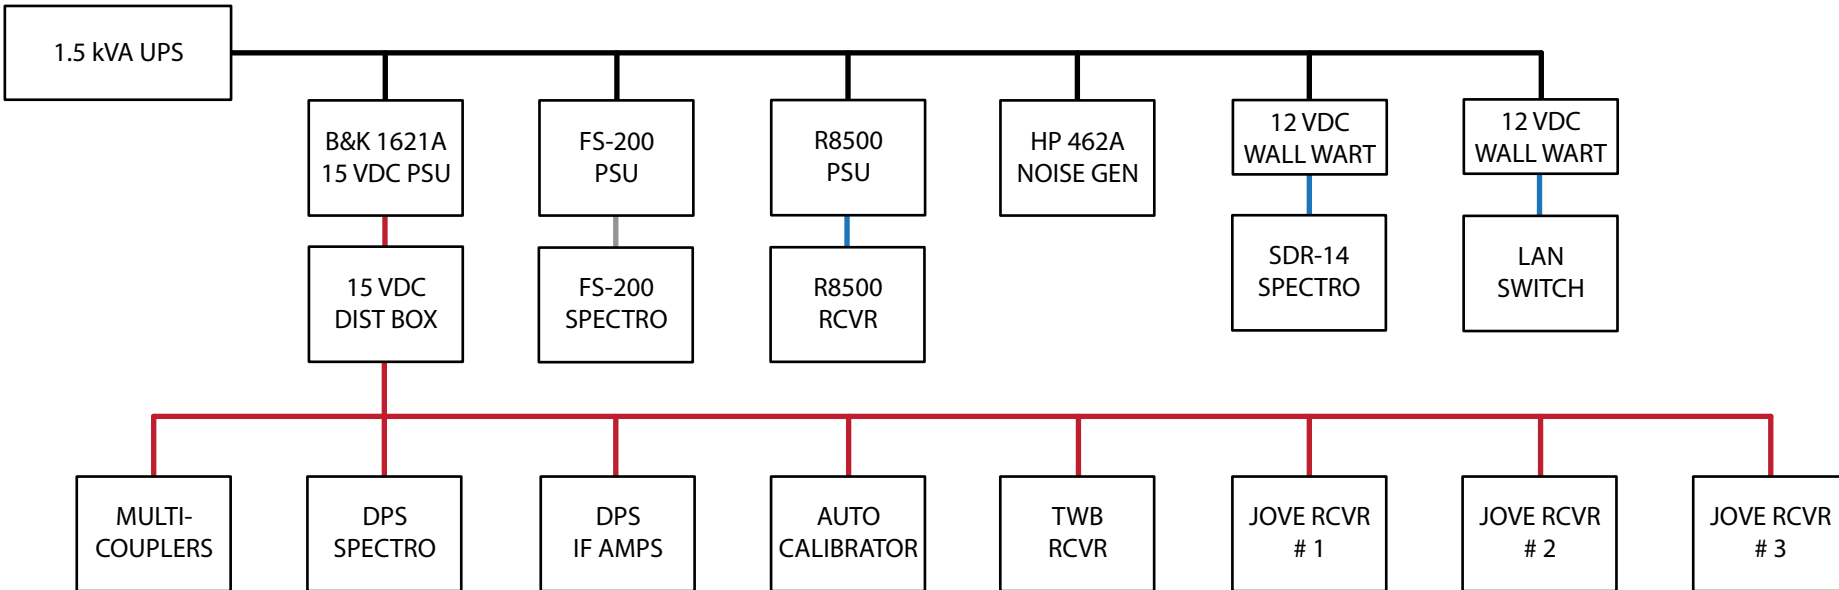 1.5 kVA UPS
B&K 1621A
15 VDC PSU
FS-200
PSU
R8500
PSU
HP 462A
NOISE GEN
12 VDC
WALL WART
12 VDC
WALL WART
15 VDC
DIST BOX
FS-200
SPECTRO
R8500
RCVR
SDR-14
SPECTRO
LAN
SWITCH
MULTI-
COUPLERS
DPS
SPECTRO
DPS
IF AMPS
AUTO
CALIBRATOR
TWB
RCVR
JOVE RCVR
# 1
JOVE RCVR
# 2
JOVE RCVR
# 3